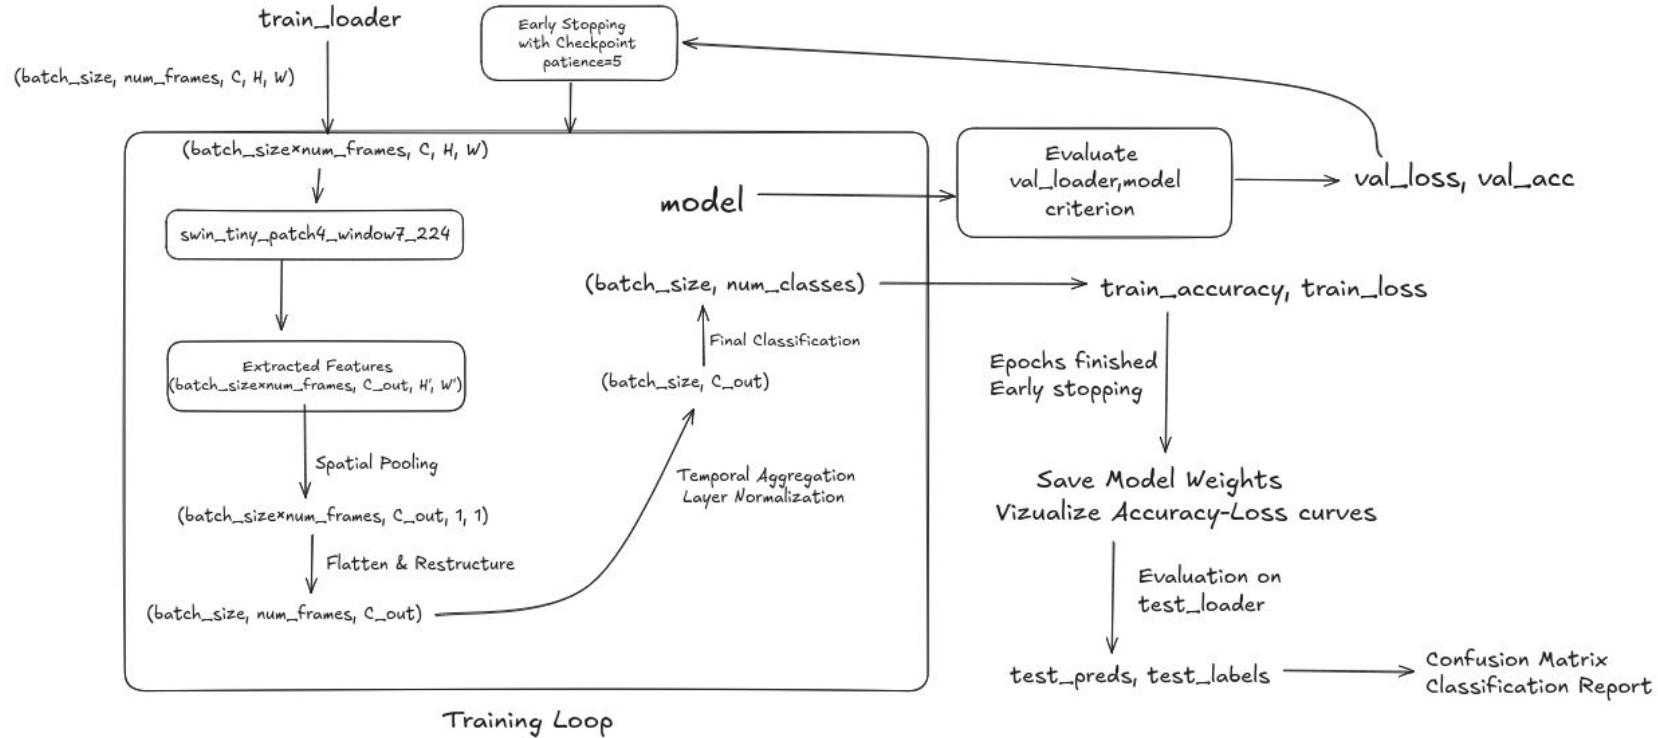 train_loader
(batch_size, num_frames, C, H, W)
Early Stopping
with Checkpoint
patience=5
(batch_size×num_frames, C, H, W)
swin_tiny_patch4_window7_224
Extracted Features
(batch_size×num_frames, C_out, H', W')
Spatial Pooling
(batch_size×num_frames, C_out, 1, 1)
Flatten & Restructure
(batch_size, num_frames, C_out)
Temporal Aggregation
Layer Normalization
(batch_size, C_out)
Final Classification
(batch_size, num_classes)
model
Training Loop
Evaluate
val_loader,model
criterion
val_loss, val_acc
train_accuracy, train_loss
Epochs finished
Early stopping
Save Model Weights
Vizualize Accuracy-Loss curves
Evaluation on
test_loader
test_preds, test_labels
Confusion Matrix
Classification Report